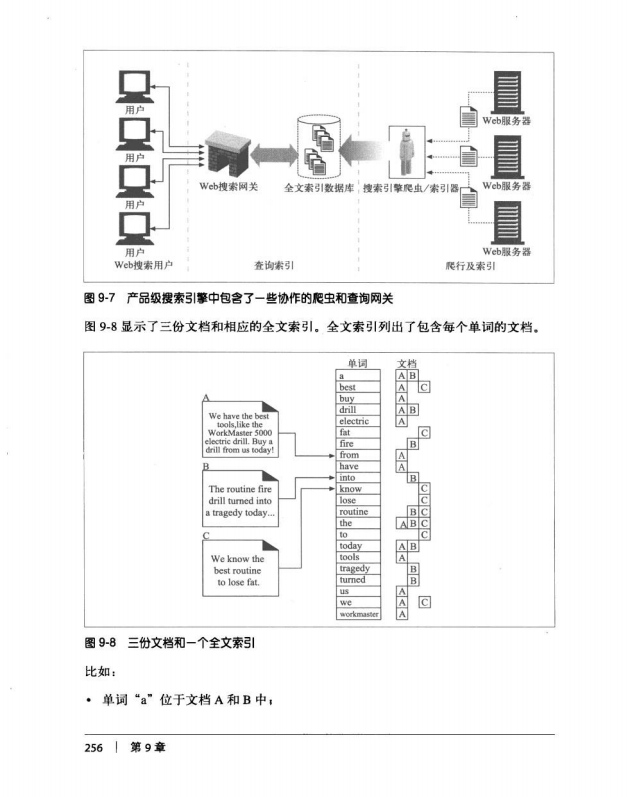 用户
用户
用户
用户
Web搜索用户
Web搜索网关
全文索引数据库
搜索引擎爬虫/索引器
Web服务器
Web服务器
Web服务器
查询索引
爬行及索引
图 9-7 产品级搜索引擎中包含了一些协作的爬虫和查询网关
图 9-8 显示了三份文档和相应的全文索引。全文索引列出了包含每个单词的文档。
A
We have the best
tools,like the
WorkMaster 5000
electric drill. Buy a
drill from us today!
B
The routine fire
drill turned into
a tragedy today...
C
We know the
best routine
to lose fat.
单词 文档
a A B
best A C
buy A
drill A B
electric A
fat C
fire B
from A
have A
into B
know C
lose C
routine B C
the A B C
to C
today A B
tools A
tragedy B
turned B
us A
we A C
workmaster A
图 9-8 三份文档和一个全文索引
比如：
• 单词“a”位于文档 A 和 B 中；
256 | 第 9 章